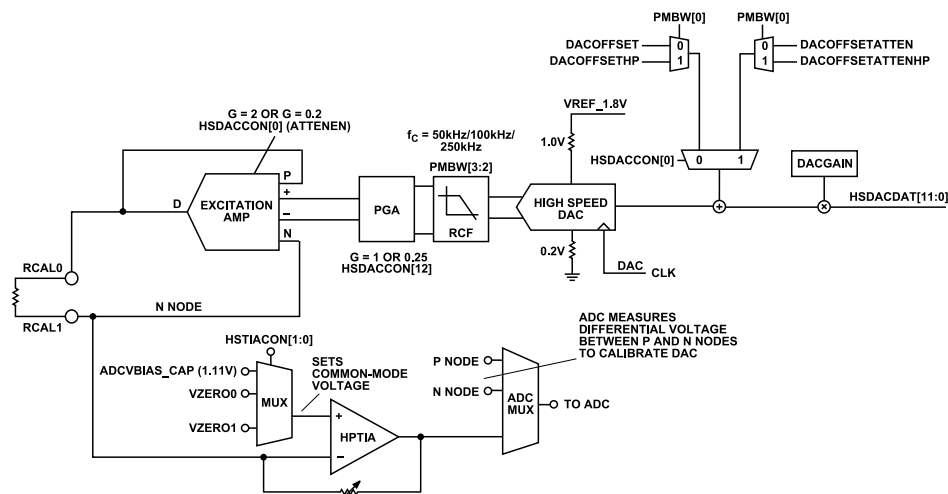 PMBW[0]
PMBW[0]
DACOFFSET
0
DACOFFSETHP
1
0
DACOFFSETATTEN
1
DACOFFSETATTENHP
G = 2 OR G = 0.2
HSDACCON[0] (ATTENEN)
fC = 50kHz/100kHz/
250kHz
PMBW[3:2]
VREF_1.8V
1.0V
HSDACCON[0]
0
1
DACGAIN
P
+
–
N
D
EXCITATION
AMP
PGA
RCF
HIGH SPEED
DAC
+
×
HSDACDAT[11:0]
G = 1 OR 0.25
HSDACCON[12]
0.2V
DAC
CLK
RCAL0
RCAL1
N NODE
HSTIACON[1:0]
ADCVBIAS_CAP (1.11V)
VZERO0
VZERO1
MUX
SETS
COMMON-MODE
VOLTAGE
+
–
HPTIA
P NODE
N NODE
ADC
MUX
TO ADC
ADC MEASURES
DIFFERENTIAL VOLTAGE
BETWEEN P AND N NODES
TO CALIBRATE DAC